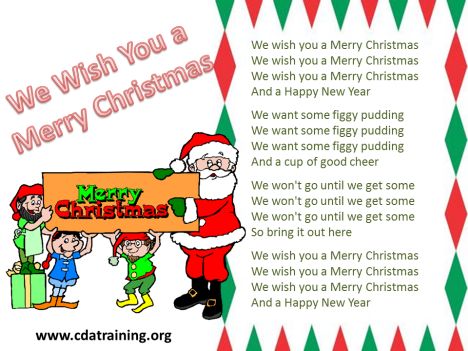 We Wish You a
Merry Christmas
Merry
Christmas
www.cdatraining.org
We wish you a Merry Christmas
We wish you a Merry Christmas
We wish you a Merry Christmas
And a Happy New Year
We want some figgy pudding
We want some figgy pudding
We want some figgy pudding
And a cup of good cheer
We won't go until we get some
We won't go until we get some
We won't go until we get some
So bring it out here
We wish you a Merry Christmas
We wish you a Merry Christmas
We wish you a Merry Christmas
And a Happy New Year